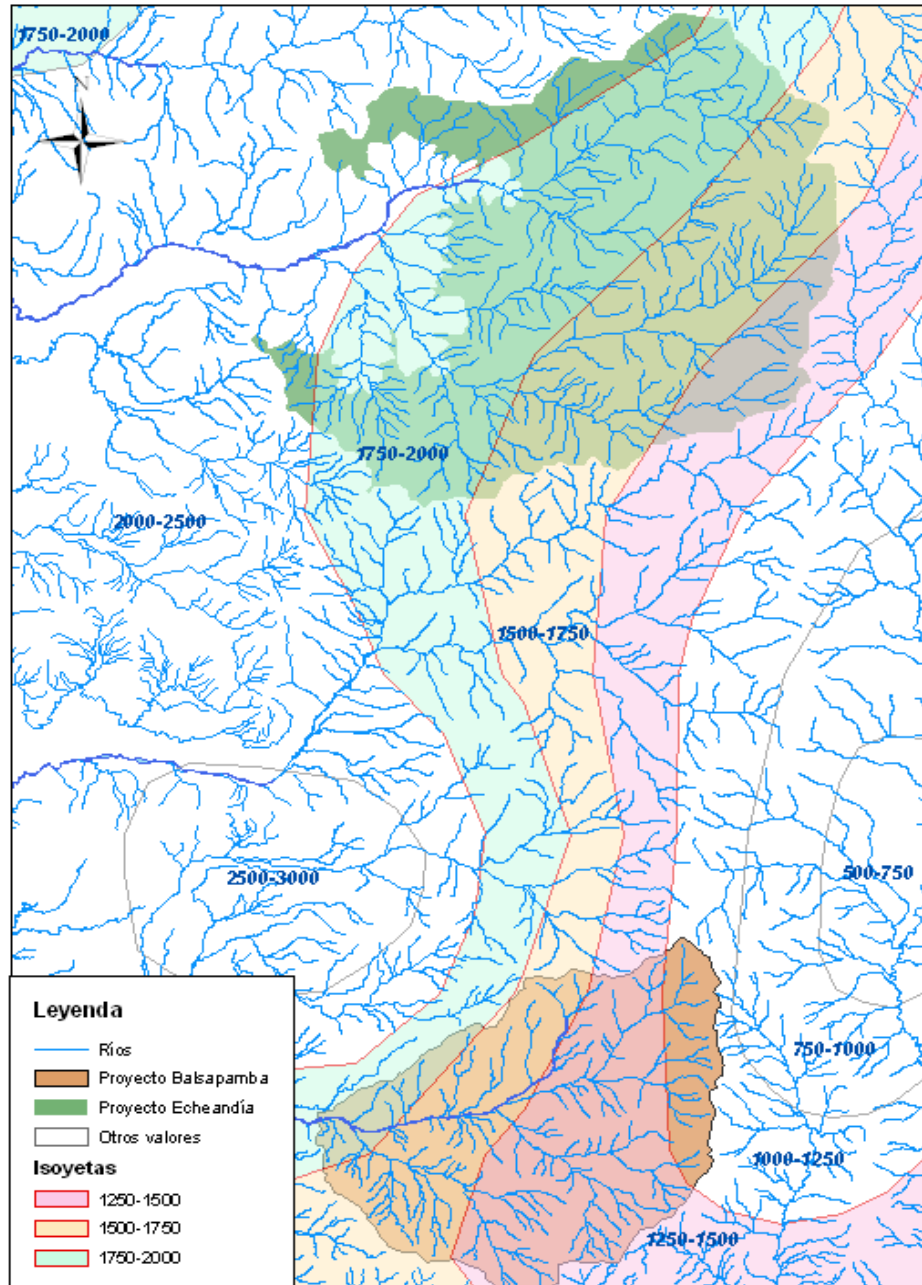 1750-2000
N
1750-2000
2000-2500
1500-1750
2500-3000
500-750
750-1000
1000-1250
1250-1500
Leyenda
Ríos
Proyecto Balsapamba
Proyecto Echeandía
Otros valores
Isoyetas
1250-1500
1500-1750
1750-2000